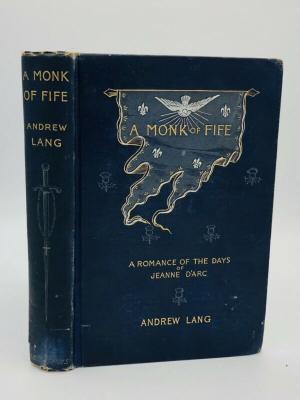 A MONK
OF FIFE
ANDREW
LANG
A MONK OF FIFE
A ROMANCE OF THE DAYS
OF
JEANNE D'ARC
ANDREW LANG